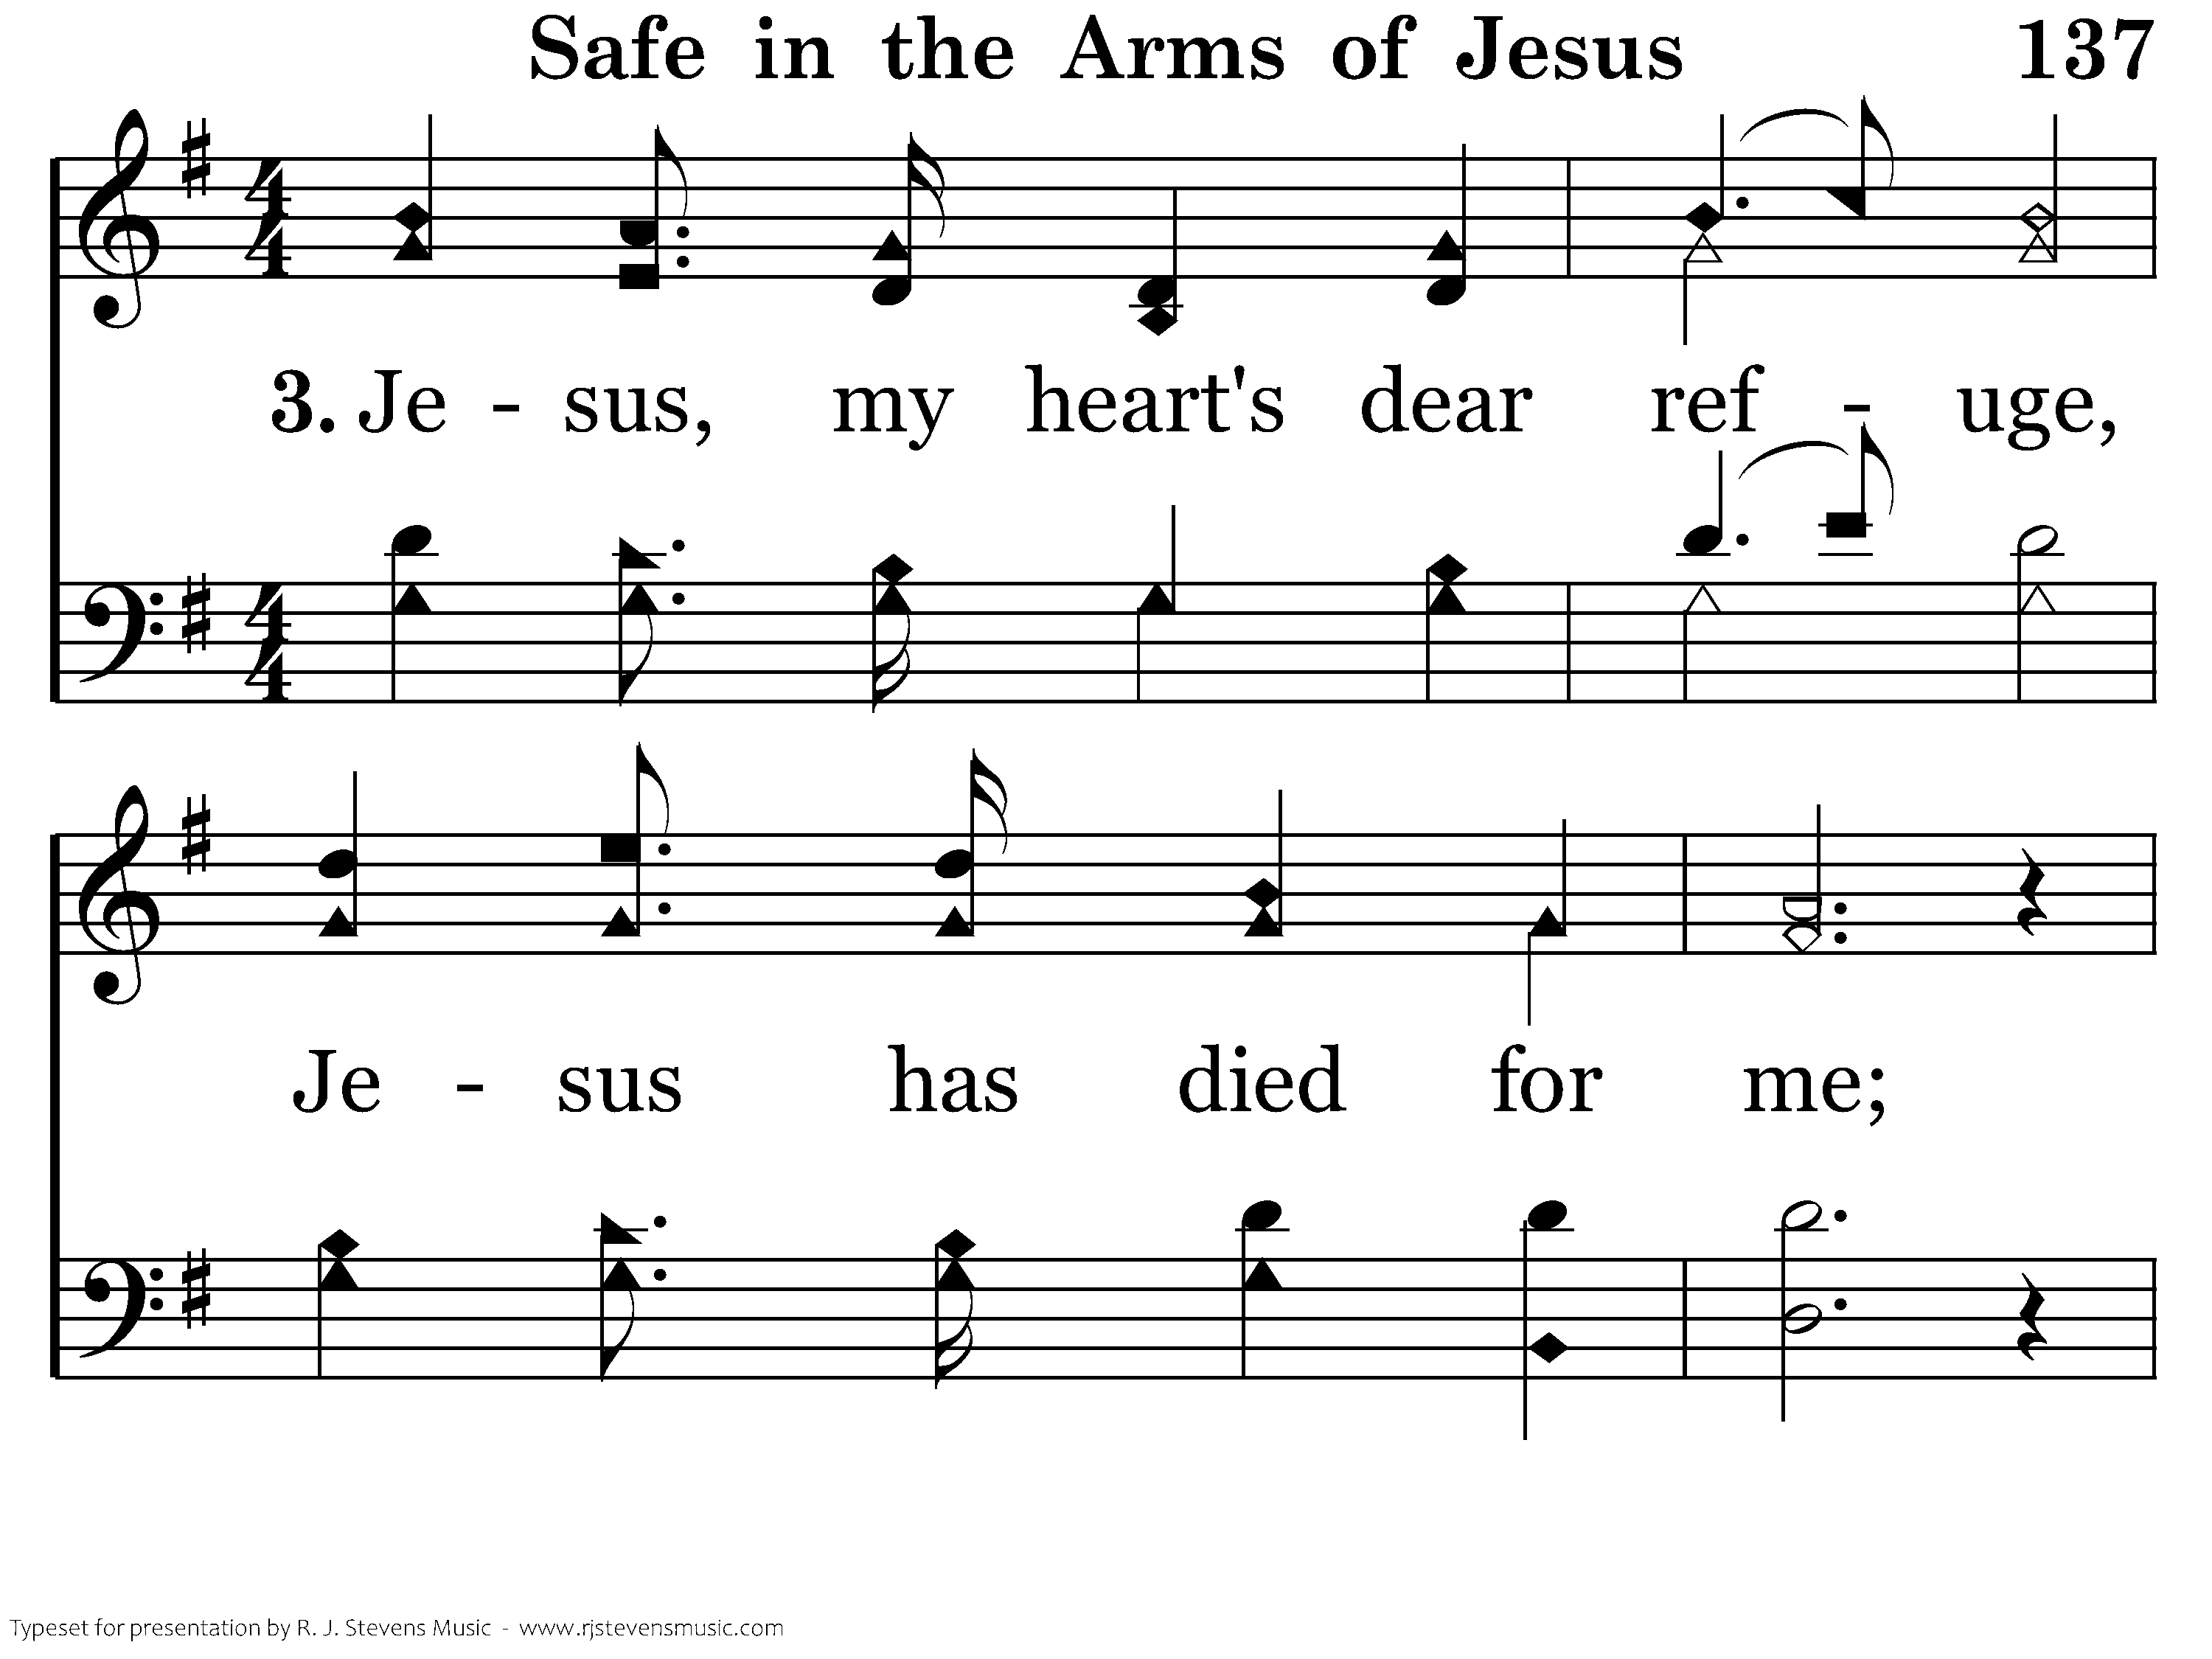 Safe in the Arms of Jesus 137
3. Je - sus, my heart's dear ref - uge,
Je - sus has died for me;
Typeset for presentation by R. J. Stevens Music - www.rjstevensmusic.com